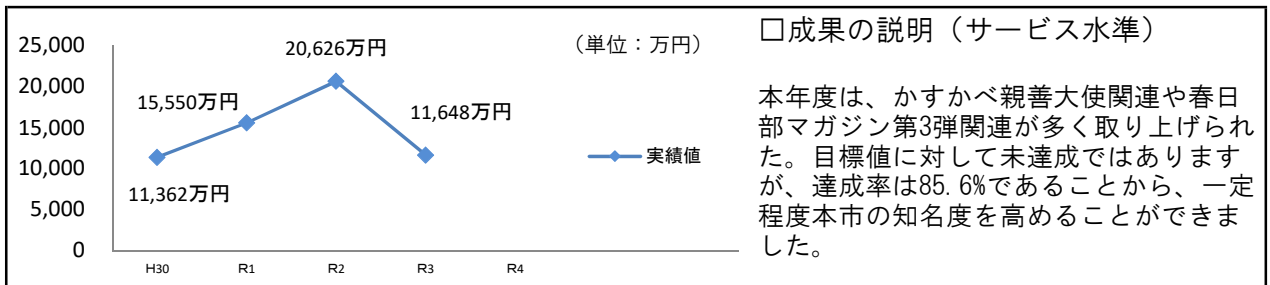 25,000
20,000
15,000
10,000
5,000
0
(単位:万円)
11,362万円
15,550万円
20,626万円
11,648万円
実績値
H30
R1
R2
R3
R4
□成果の説明(サービス水準)
本年度は、かすかべ親善大使関連や春日
部マガジン第3弾関連が多く取り上げられ
た。目標値に対して未達成ではあります
が、達成率は85.6%であることから、一定
程度本市の知名度を高めることができま
した。